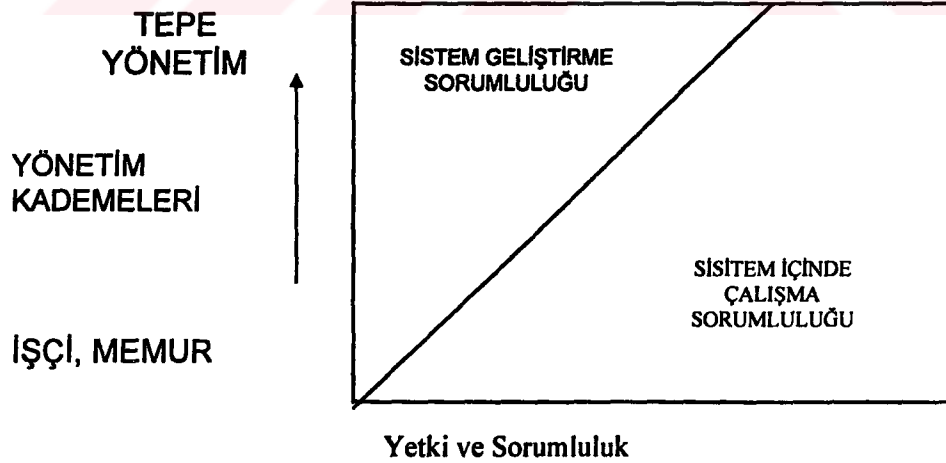 TEPE
YÖNETİM
SİSTEM GELİŞTİRME
SORUMLULUĞU
YÖNETİM
KADEMELERİ
SİSİTEM İÇİNDE
ÇALIŞMA
SORUMLULUĞU
İŞÇİ, MEMUR
Yetki ve Sorumluluk